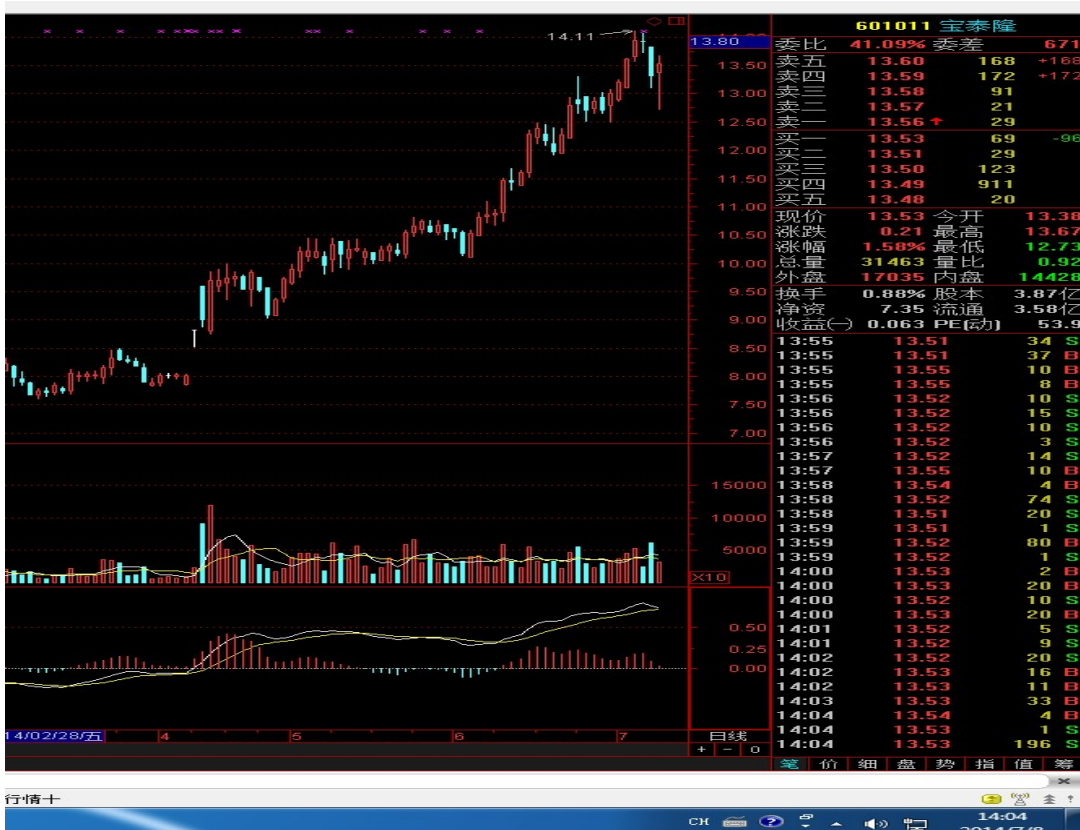 601011 宝泰隆
14.11
13.80
13.50
13.00
12.50
12.00
11.50
11.00
10.50
10.00
9.50
9.00
8.50
8.00
7.50
7.00
15000
10000
5000
X10
0.50
0.25
0.00
14/02/28/五 4 5 6 7 日线
+ - 0
委比 41.09% 委差 671
卖五 13.60 168 +168
卖四 13.59 172 +172
卖三 13.58 91
卖二 13.57 21
卖一 13.56 29
买一 13.53 69 -96
买二 13.51 29
买三 13.50 123
买四 13.49 911
买五 13.48 20
现价 13.53 今开 13.38
涨跌 0.21 最高 13.67
涨幅 1.58% 最低 12.73
总量 31463 量比 0.92
外盘 17035 内盘 14428
换手 0.88% 股本 3.87亿
净资 7.35 流通 3.58亿
收益(一) 0.063 PE(动) 53.9
13:55 13.51 34 S
13:55 13.51 37 B
13:55 13.55 10 B
13:55 13.55 8 B
13:56 13.52 10 S
13:56 13.52 15 S
13:56 13.52 10 S
13:56 13.52 3 S
13:57 13.52 14 S
13:57 13.55 10 B
13:58 13.54 4 B
13:58 13.52 74 S
13:58 13.51 20 S
13:59 13.51 1 S
13:59 13.52 80 B
13:59 13.52 1 S
14:00 13.53 2 B
14:00 13.53 20 B
14:00 13.52 10 S
14:00 13.53 20 B
14:01 13.52 5 S
14:01 13.52 9 S
14:02 13.52 20 S
14:02 13.53 16 B
14:02 13.53 11 B
14:03 13.53 33 B
14:04 13.54 4 B
14:04 13.53 1 S
14:04 13.53 196 S
笔 价 细 盘 势 指 值 筹
行情十
CH
14:04
2014/7/8